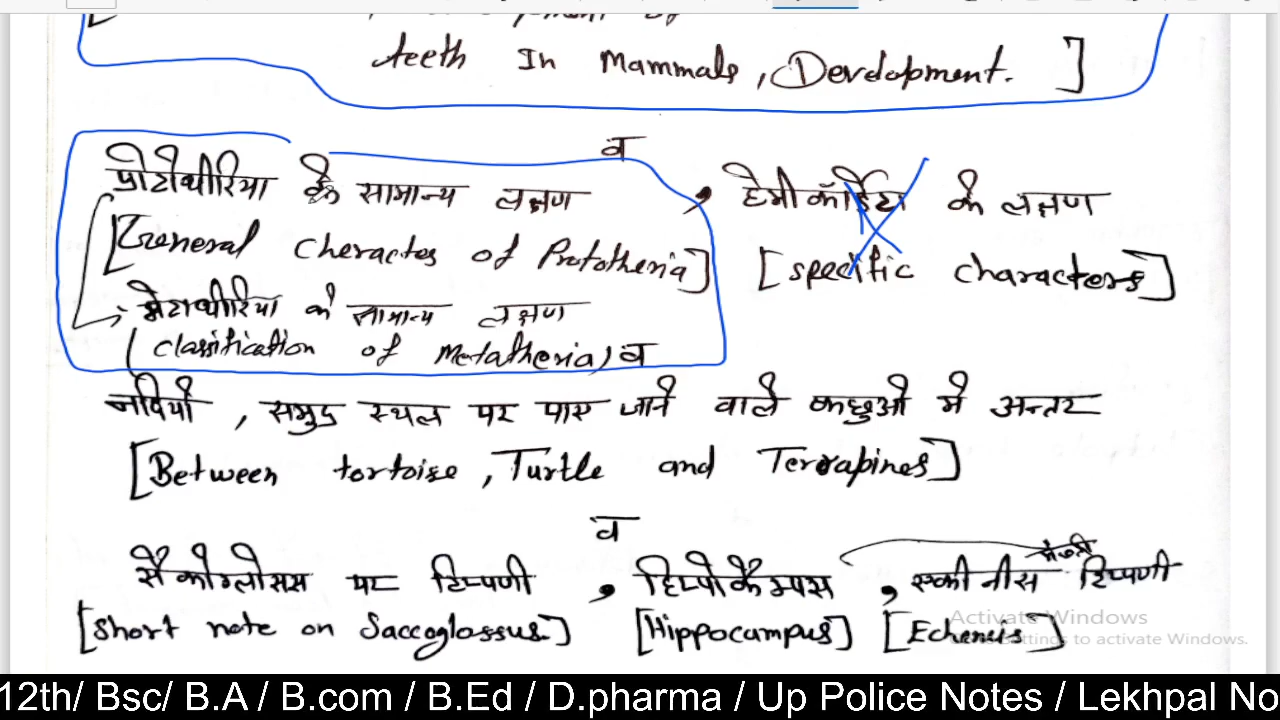 teeth In Mammals, Development. ]
व
प्रोटोथीरिया के सामान्य लक्षण , हेमीकॉर्डेटा के लक्षण
[General Cheractes of Prototheria] [specific characters]
मेटाथीरिया के सामान्य लक्षण
(classification of Metatheria) व
नदियो , समुद्र स्थल पर पाए जाने वाले कछुओ मे अन्तर
[Between tortoise, Turtle and Terrapines]
व
सैकोग्लोसस पर टिप्पणी , हिप्पोकैम्पस , एकीनीस टिप्पणी
[short note on Saccoglossus] [Hippocampus] [Echeneis]
Activate Windows
Settings to activate Windows.
12th/ Bsc/ B.A / B.com / B.Ed / D.pharma / Up Police Notes / Lekhpal No